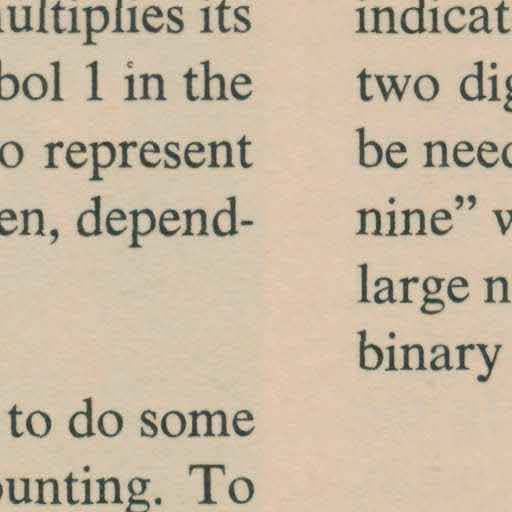 multiplies its
bol 1 in the
o represent
en, depend-
to do some
ounting. To
indicat
two dig
be need
nine” w
large n
binary